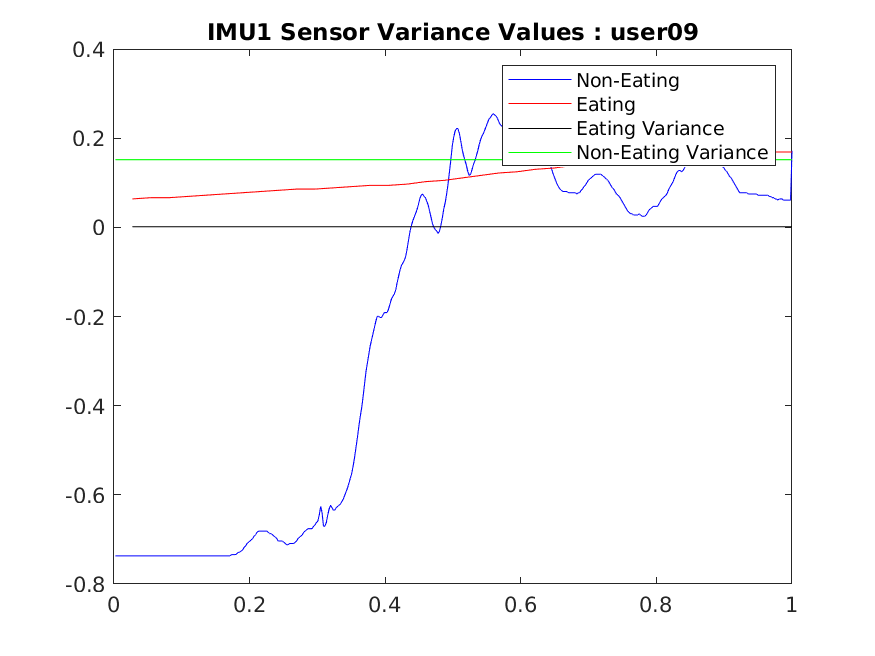 IMU1 Sensor Variance Values : user09
0.4
0.2
0
-0.2
-0.4
-0.6
-0.8
Non-Eating
Eating
Eating Variance
Non-Eating Variance
0 0.2 0.4 0.6 0.8 1